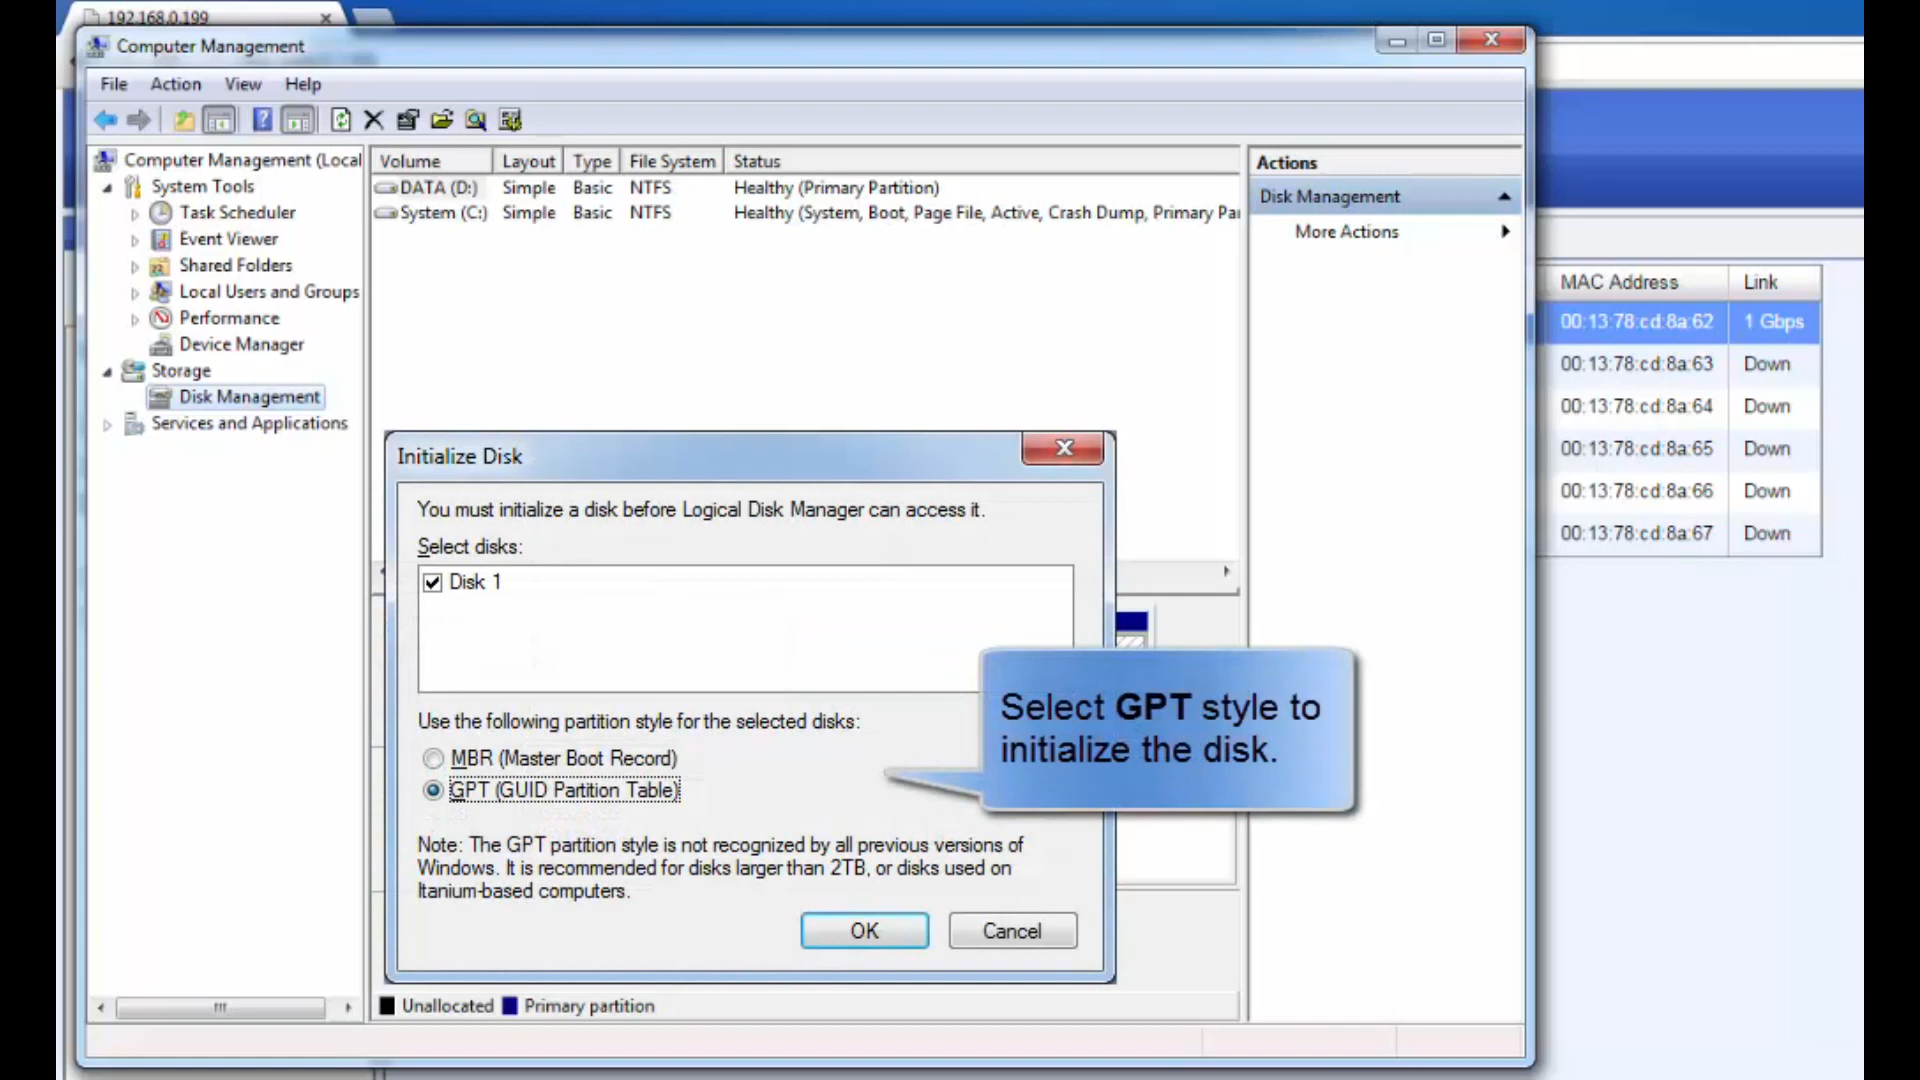 192.168.0.199
Computer Management
File Action View Help
Computer Management (Local
System Tools
Task Scheduler
Event Viewer
Shared Folders
Local Users and Groups
Performance
Device Manager
Storage
Disk Management
Services and Applications
Volume Layout Type File System Status
DATA (D:) Simple Basic NTFS Healthy (Primary Partition)
System (C:) Simple Basic NTFS Healthy (System, Boot, Page File, Active, Crash Dump, Primary Pa
Actions
Disk Management
More Actions
MAC Address Link
00:13:78:cd:8a:62 1 Gbps
00:13:78:cd:8a:63 Down
00:13:78:cd:8a:64 Down
00:13:78:cd:8a:65 Down
00:13:78:cd:8a:66 Down
00:13:78:cd:8a:67 Down
Initialize Disk
You must initialize a disk before Logical Disk Manager can access it.
Select disks:
Disk 1
Use the following partition style for the selected disks:
MBR (Master Boot Record)
GPT (GUID Partition Table)
Note: The GPT partition style is not recognized by all previous versions of
Windows. It is recommended for disks larger than 2TB, or disks used on
Itanium-based computers.
OK Cancel
Select GPT style to
initialize the disk.
Unallocated Primary partition